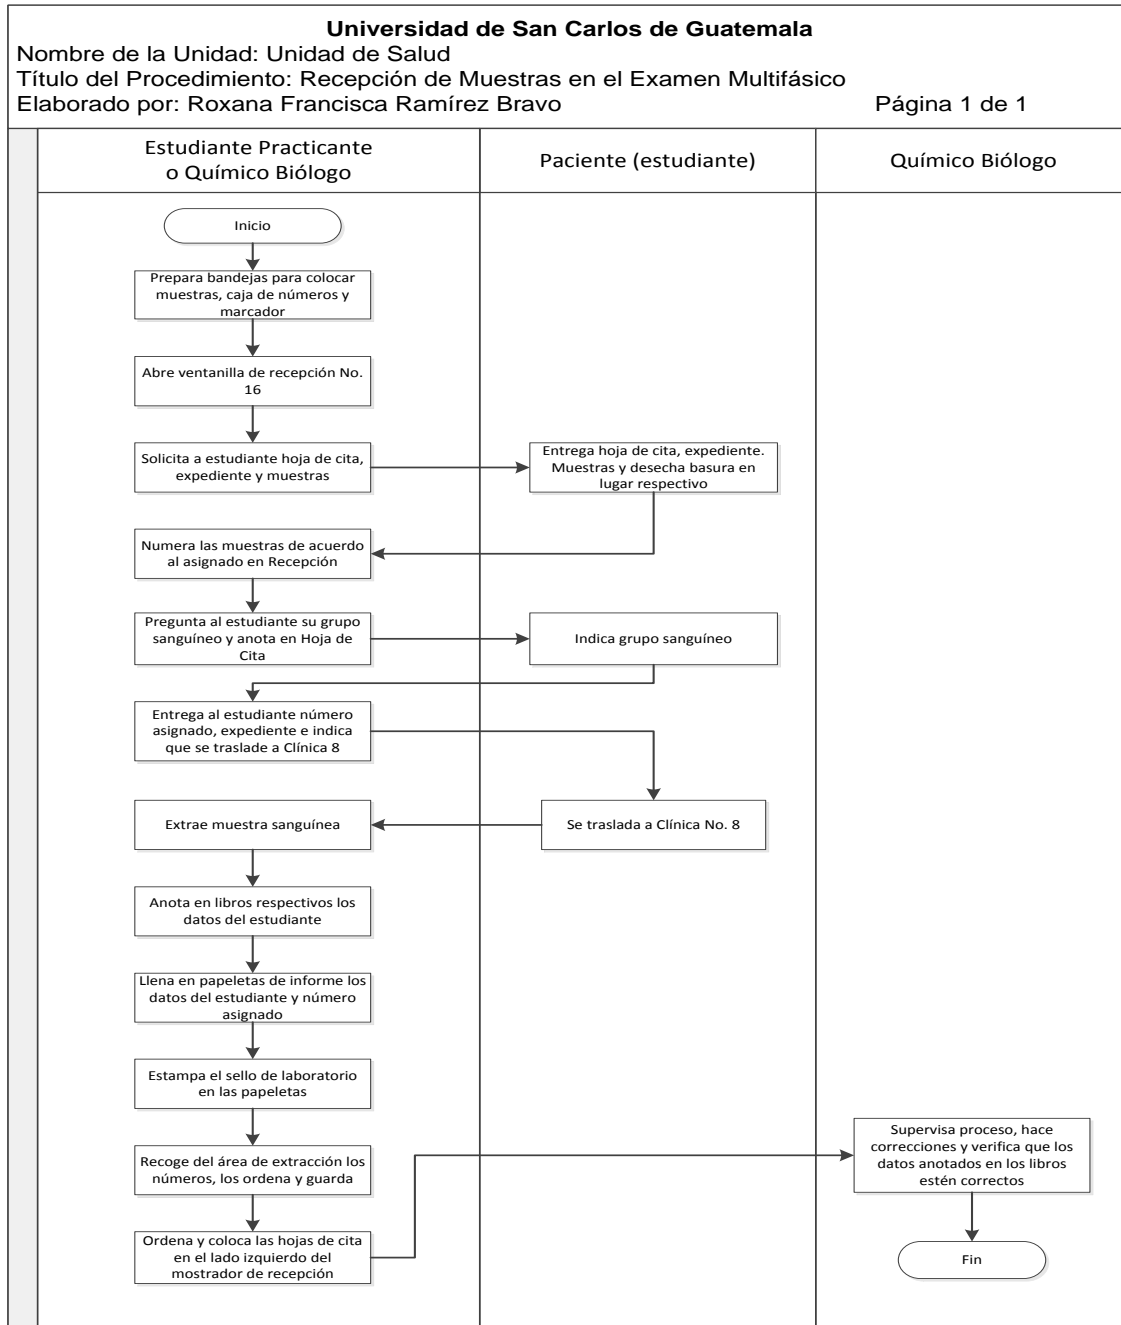 Universidad de San Carlos de Guatemala
Nombre de la Unidad: Unidad de Salud
Título del Procedimiento: Recepción de Muestras en el Examen Multifásico
Elaborado por: Roxana Francisca Ramírez Bravo Página 1 de 1
Estudiante Practicante
o Químico Biólogo
Paciente (estudiante)
Químico Biólogo
Inicio
Prepara bandejas para colocar
muestras, caja de números y
marcador
Abre ventanilla de recepción No.
16
Solicita a estudiante hoja de cita,
expediente y muestras
Entrega hoja de cita, expediente.
Muestras y desecha basura en
lugar respectivo
Numera las muestras de acuerdo
al asignado en Recepción
Pregunta al estudiante su grupo
sanguíneo y anota en Hoja de
Cita
Indica grupo sanguíneo
Entrega al estudiante número
asignado, expediente e indica
que se traslade a Clínica 8
Extrae muestra sanguínea
Se traslada a Clínica No. 8
Anota en libros respectivos los
datos del estudiante
Llena en papeletas de informe los
datos del estudiante y número
asignado
Estampa el sello de laboratorio
en las papeletas
Recoge del área de extracción los
números, los ordena y guarda
Supervisa proceso, hace
correcciones y verifica que los
datos anotados en los libros
estén correctos
Ordena y coloca las hojas de cita
en el lado izquierdo del
mostrador de recepción
Fin